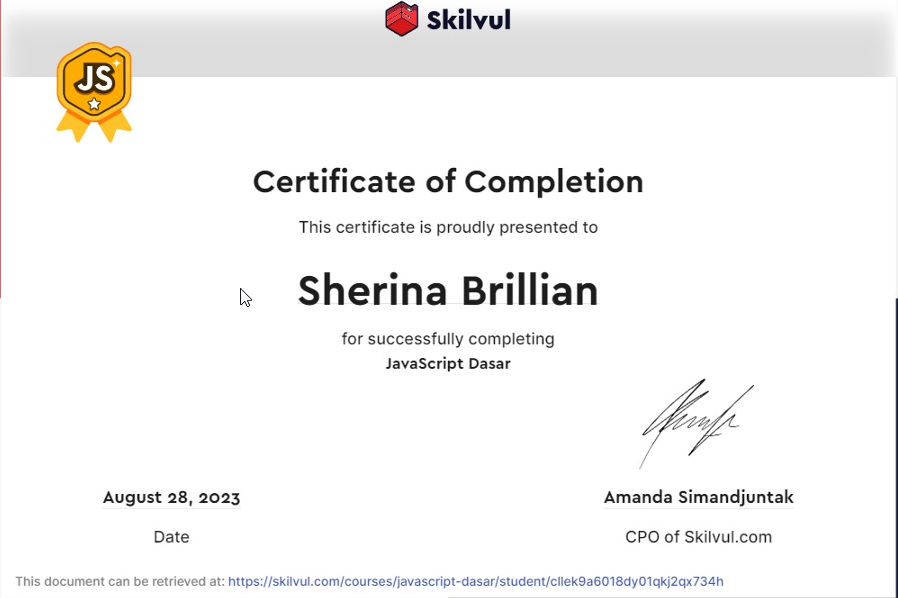 Skilvul
JS
Certificate of Completion
This certificate is proudly presented to
Sherina Brillian
for successfully completing
JavaScript Dasar
August 28, 2023
Amanda Simandjuntak
Date
CPO of Skilvul.com
This document can be retrieved at: https://skilvul.com/courses/javascript-dasar/student/cllek9a6018dy01qkj2qx734h